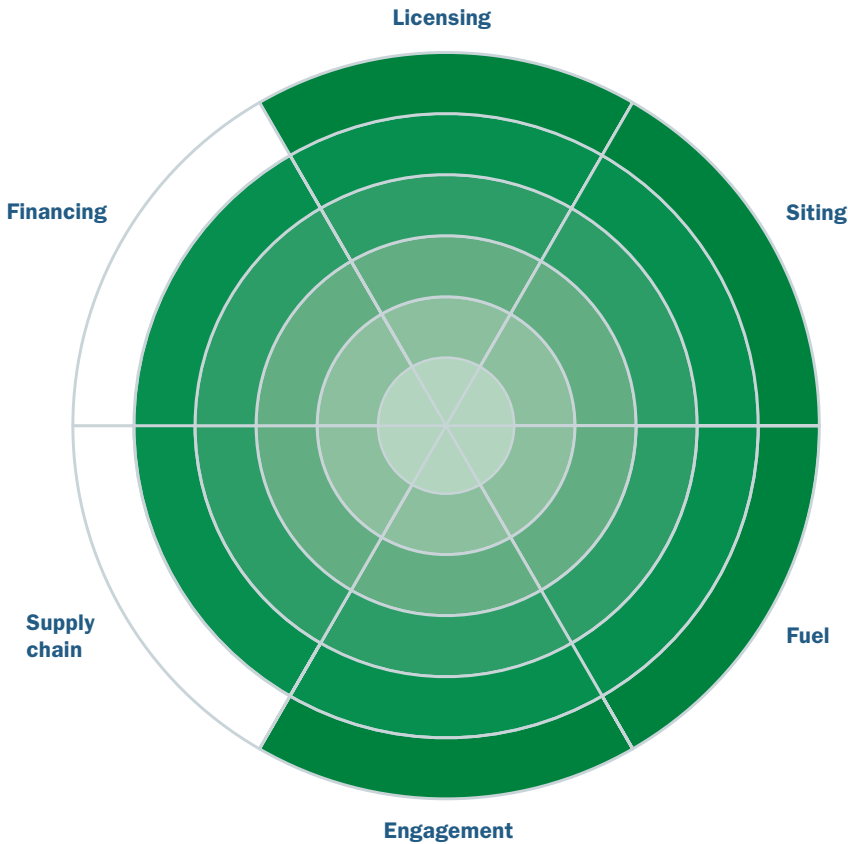 Licensing
Financing
Siting
Supply
chain
Fuel
Engagement